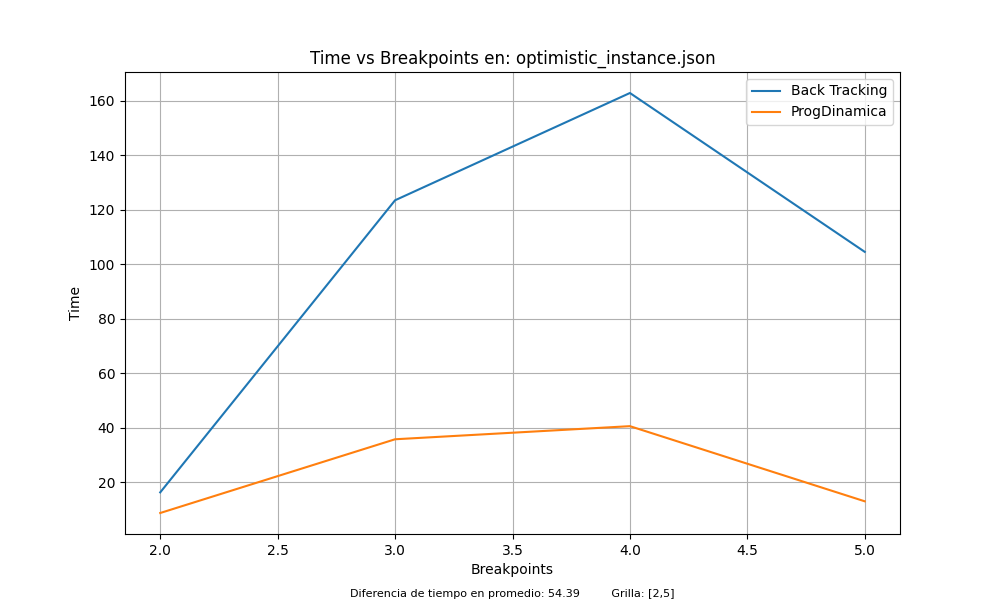 Time vs Breakpoints en: optimistic_instance.json
Back Tracking
ProgDinamica
Time
160
140
120
100
80
60
40
20
2.0 2.5 3.0 3.5 4.0 4.5 5.0
Breakpoints
Diferencia de tiempo en promedio: 54.39 Grilla: [2,5]